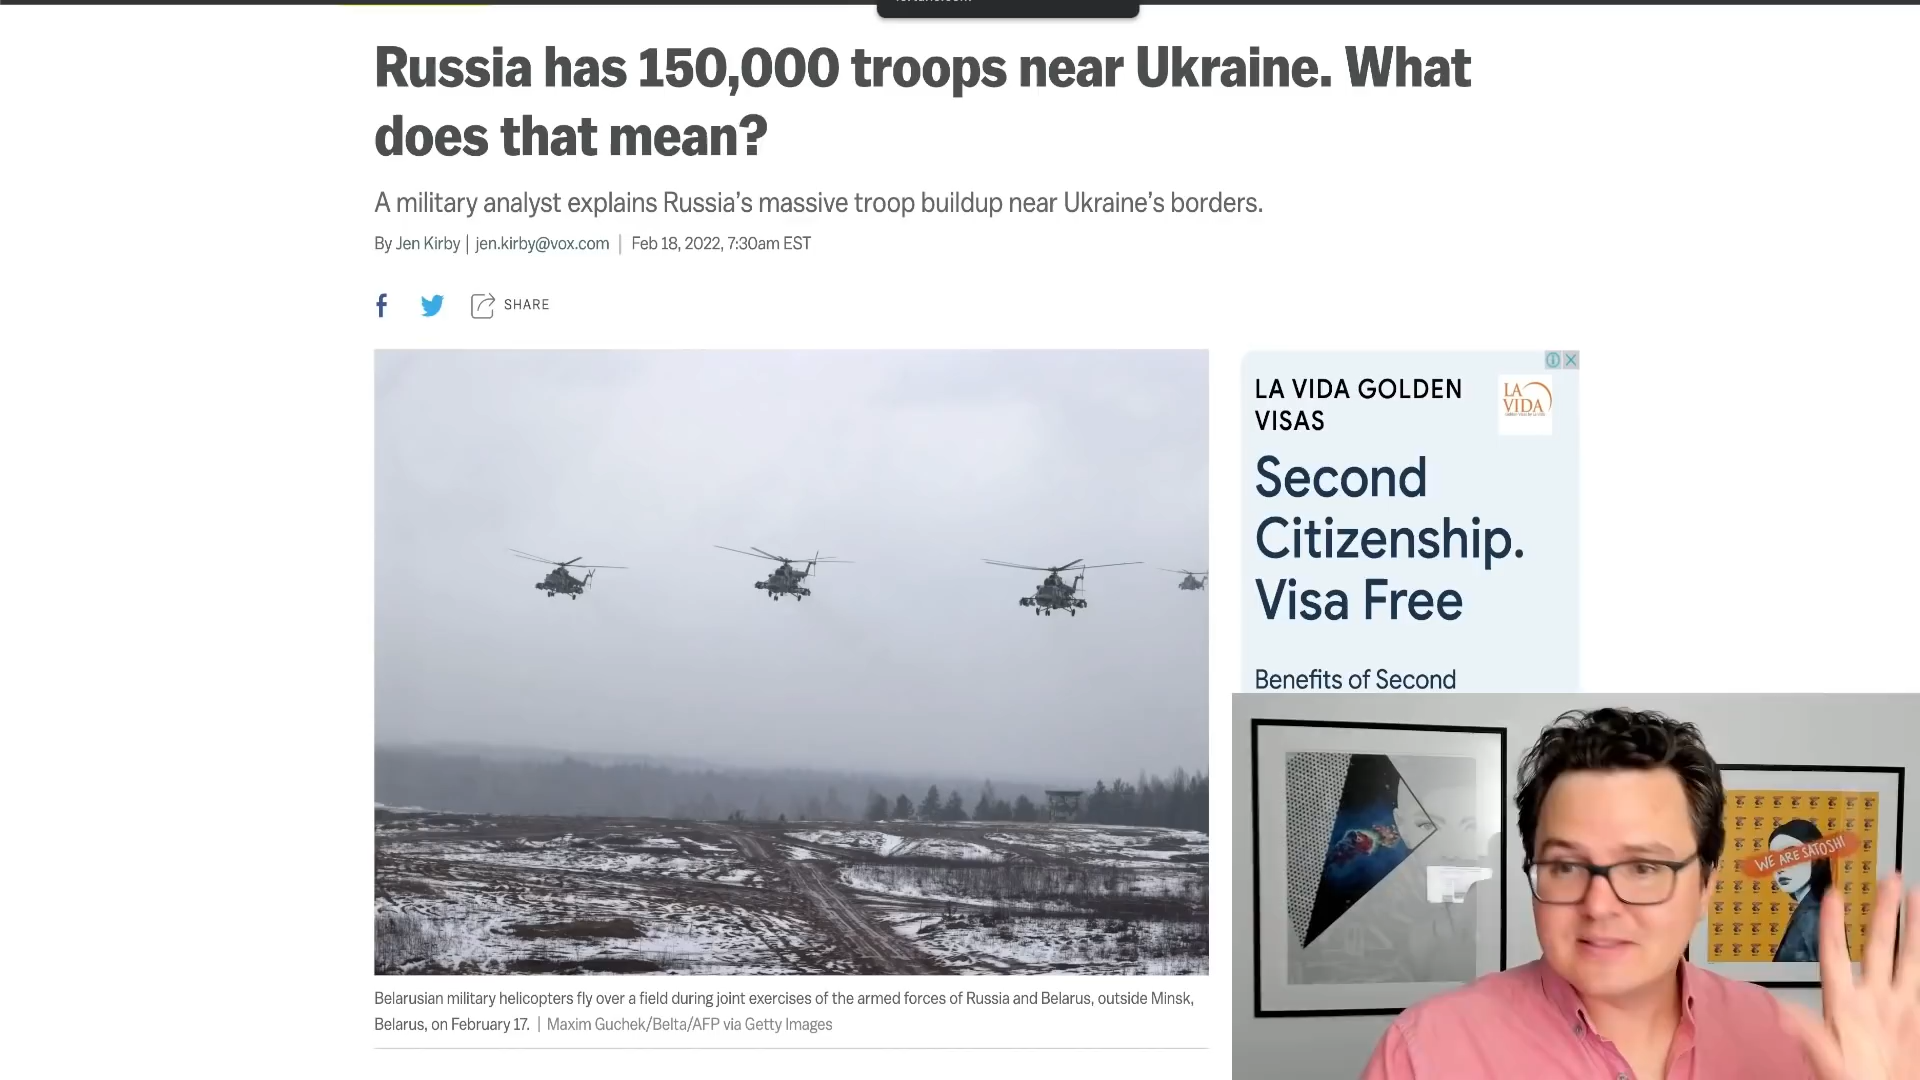 Russia has 150,000 troops near Ukraine. What
does that mean?
A military analyst explains Russia's massive troop buildup near Ukraine's borders.
By Jen Kirby | jen.kirby@vox.com | Feb 18, 2022, 7:30am EST
f SHARE
LA VIDA GOLDEN
VISAS
LA
VIDA
Second
Citizenship.
Visa Free
Benefits of Second
WE ARE SATOSHI
Belarusian military helicopters fly over a field during joint exercises of the armed forces of Russia and Belarus, outside Minsk,
Belarus, on February 17. | Maxim Guchek/Belta/AFP via Getty Images